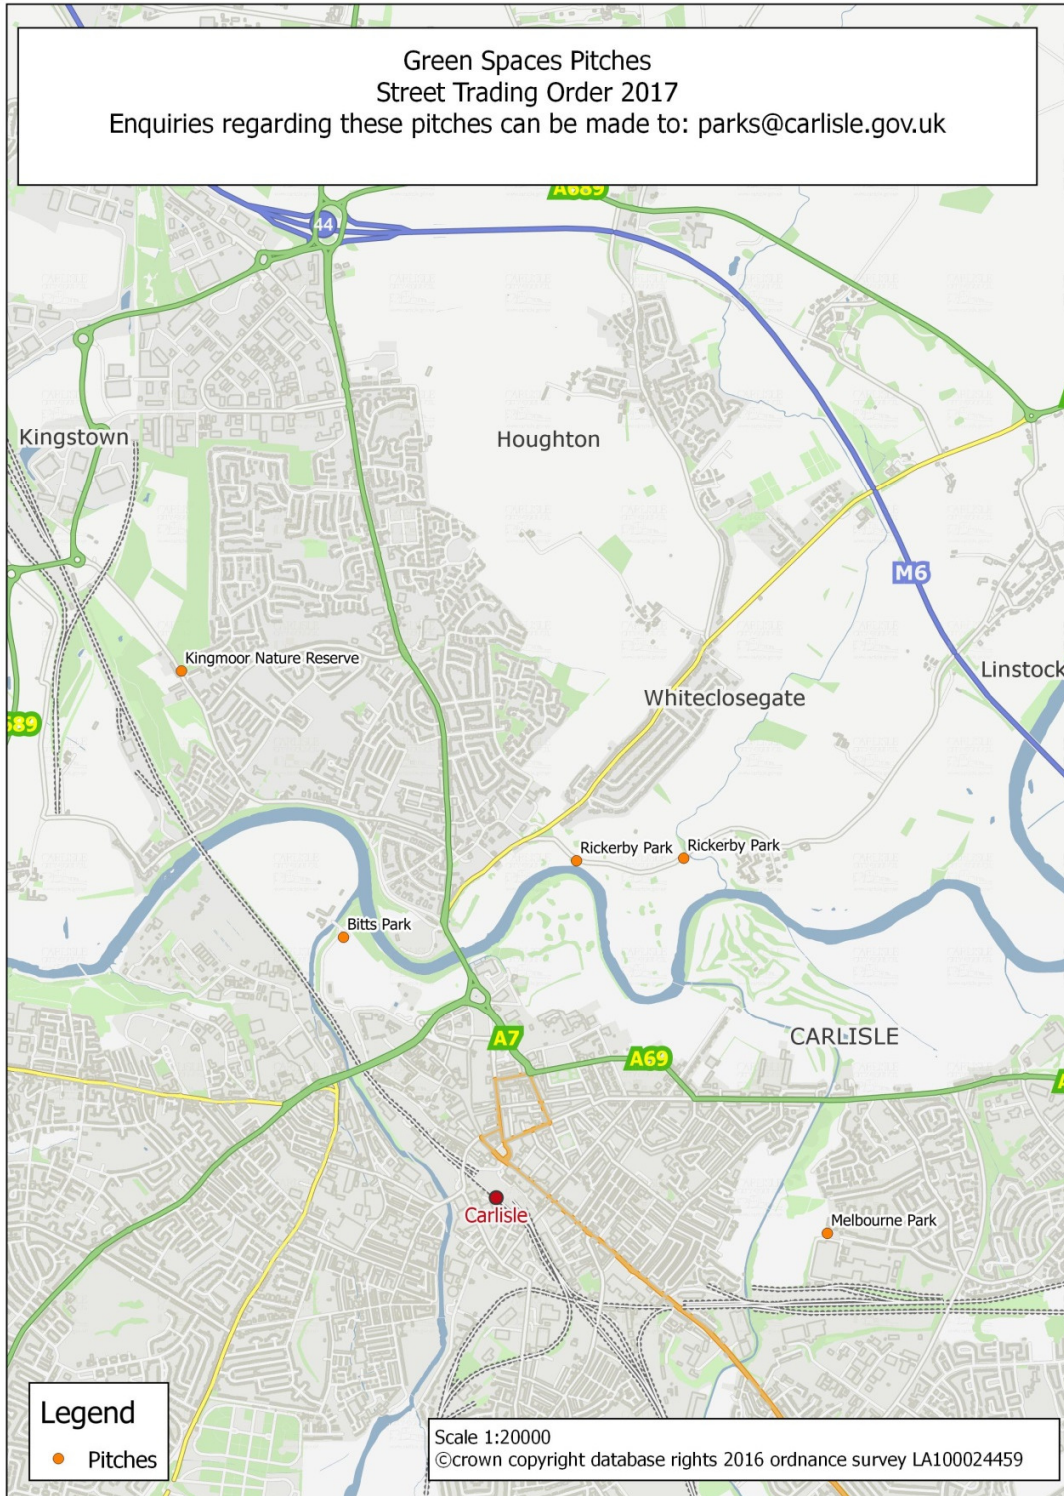 Green Spaces Pitches
Street Trading Order 2017
Enquiries regarding these pitches can be made to: parks@carlisle.gov.uk
A689
44
Kingstown
Houghton
M6
Kingmoor Nature Reserve
Linstock
Whiteclosegate
689
Rickerby Park
Rickerby Park
Bitts Park
CARLISLE
A7
A69
A
Carlisle
Melbourne Park
Legend
Pitches
Scale 1:20000
©crown copyright database rights 2016 ordnance survey LA100024459